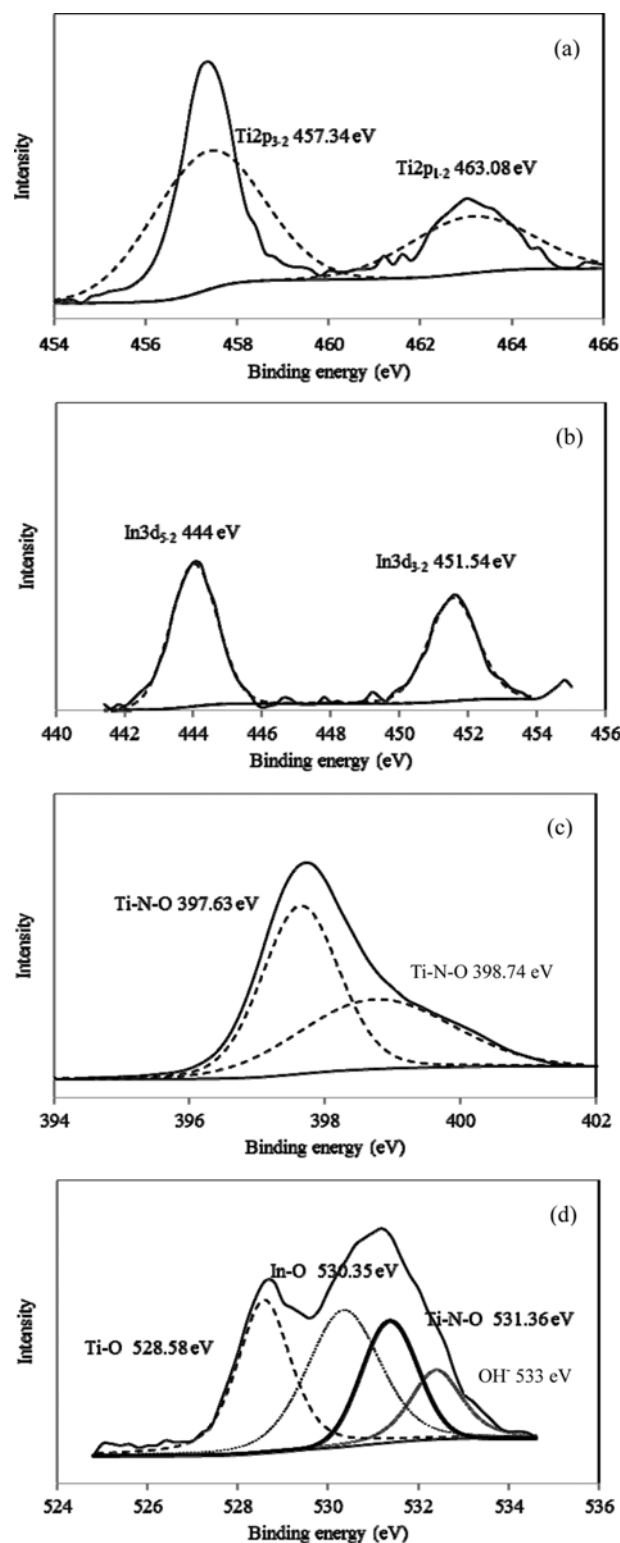 (a)
Ti2p3-2 457.34 eV
Ti2p1-2 463.08 eV
Intensity
454 456 458 460 462 464 466
Binding energy (eV)
(b)
In3d5-2 444 eV
In3d3-2 451.54 eV
Intensity
440 442 444 446 448 450 452 454 456
Binding energy (eV)
(c)
Ti-N-O 397.63 eV
Ti-N-O 398.74 eV
Intensity
394 396 398 400 402
Binding energy (eV)
(d)
In-O 530.35 eV
Ti-N-O 531.36 eV
Ti-O 528.58 eV
OH- 533 eV
Intensity
524 526 528 530 532 534 536
Binding energy (eV)